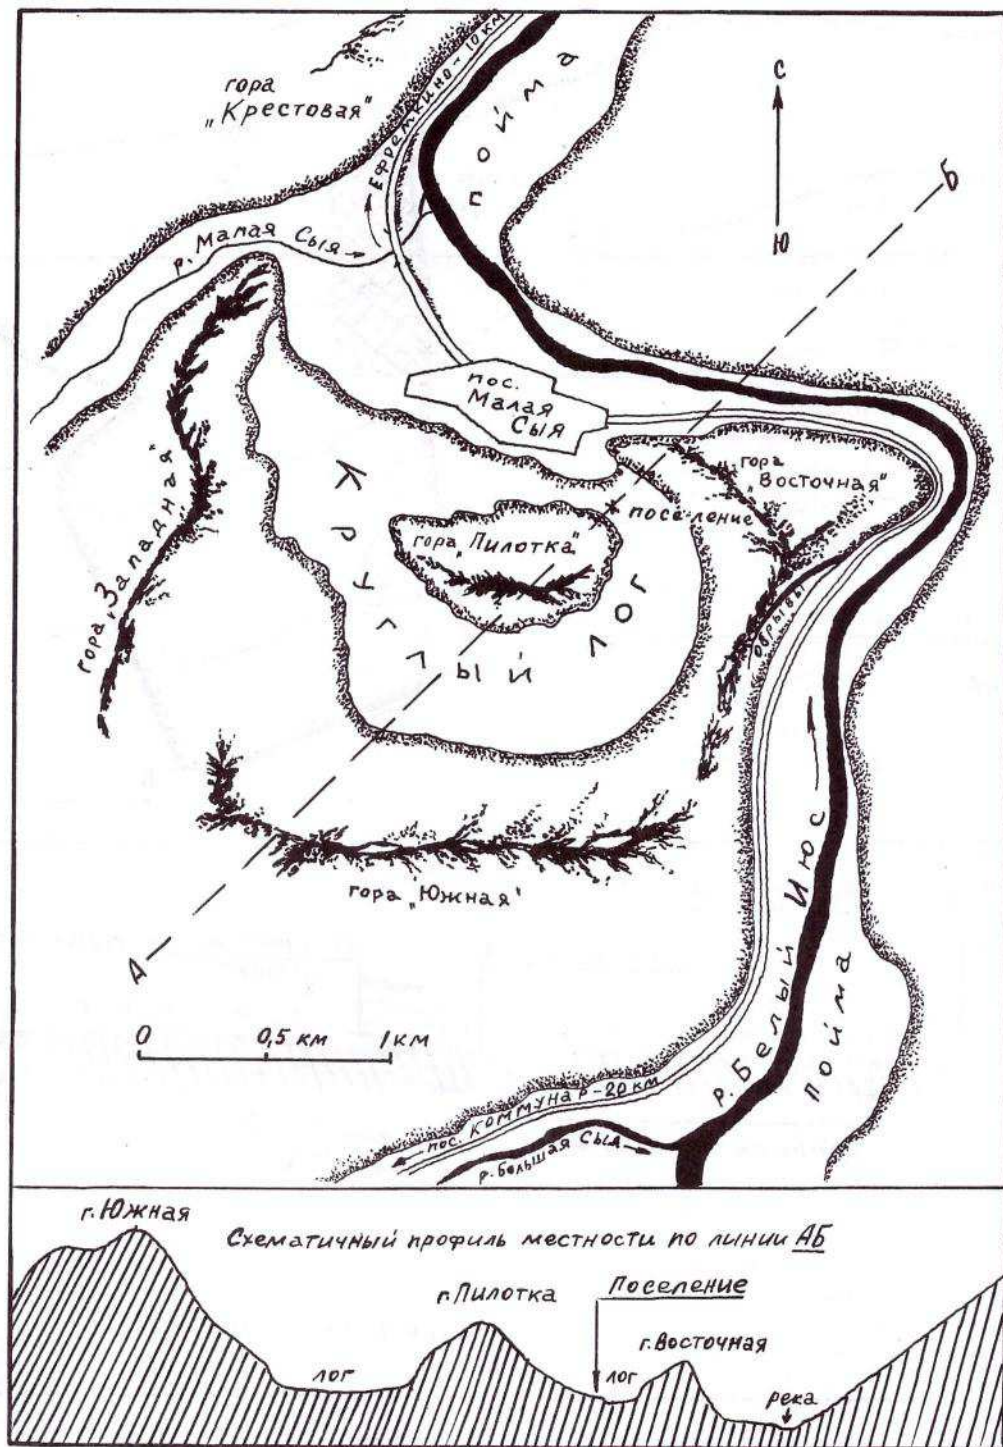 гора
„Крестовая"
Ефремкино - 10 км
пойма
С
Ю
Б
р. Малая Сыя
пос.
Малая
Сыя
гора
„Восточная"
поселение
гора „Пилотка"
Круглый лог
гора „Западная"
обрывы
гора „Южная"
А
0 0,5 км 1 км
р. Белый Июс
пойма
пос. Коммунар - 20 км
р. Большая Сыя
г. Южная
Схематичный профиль местности по линии АБ
г. Пилотка
Поселение
г. Восточная
лог
лог
река